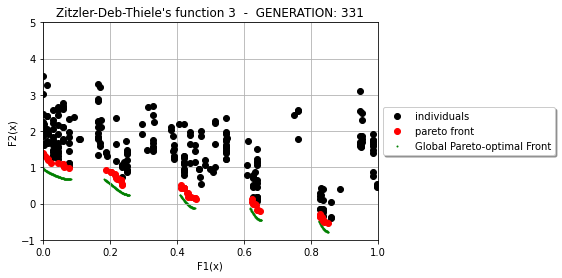 Zitzler-Deb-Thiele's function 3  -  GENERATION: 331
5
4
3
2
1
0
−1
F2(x)
0.0
0.2
0.4
0.6
0.8
1.0
F1(x)
individuals
pareto front
Global Pareto-optimal Front